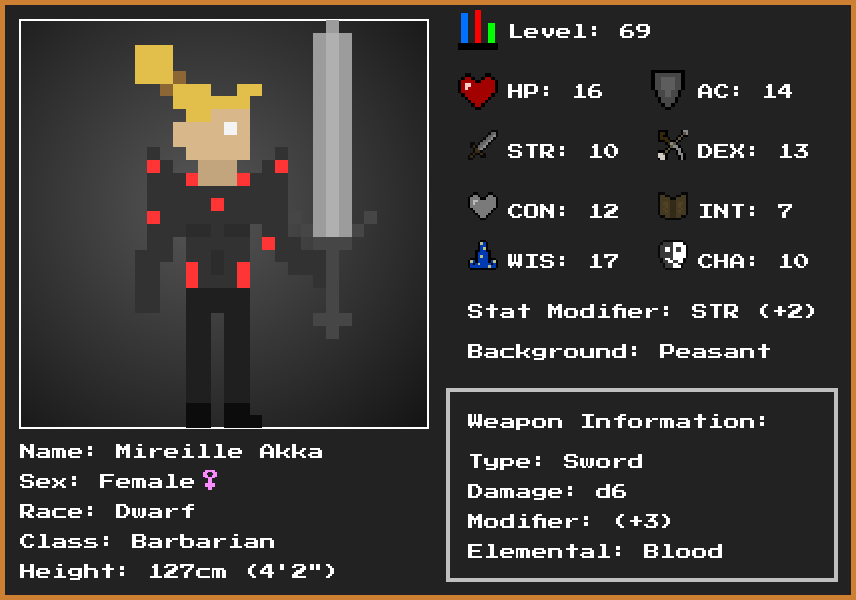 Level: 69
HP: 16
AC: 14
STR: 10
DEX: 13
CON: 12
INT: 7
WIS: 17
CHA: 10
Stat Modifier: STR (+2)
Background: Peasant
Weapon Information:
Type: Sword
Damage: d6
Modifier: (+3)
Elemental: Blood
Name: Mireille Akka
Sex: Female♀
Race: Dwarf
Class: Barbarian
Height: 127cm (4'2")